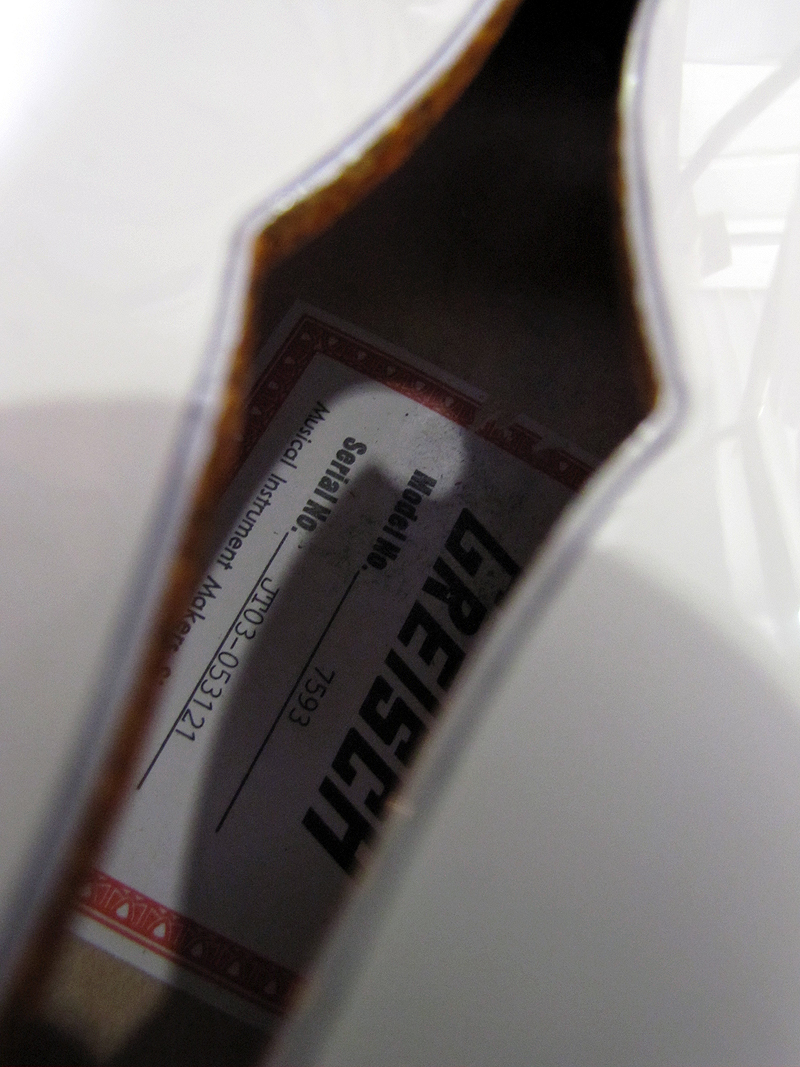 GRETSCH
Model No. 7593
Serial No. JT03-053121
Musical Instrument Makers